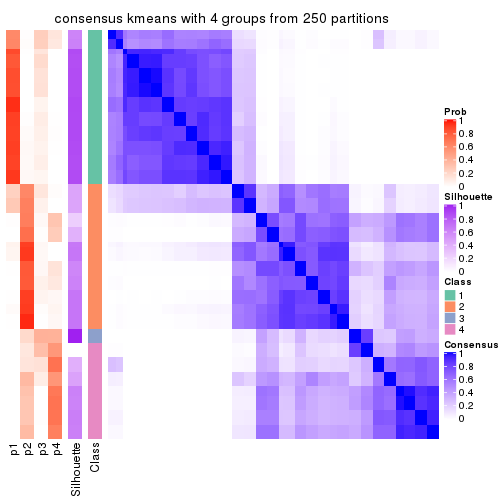 consensus kmeans with 4 groups from 250 partitions
Prob
1
0.8
0.6
0.4
0.2
0
Silhouette
1
0.8
0.6
0.4
0.2
0
Class
1
2
3
4
Consensus
1
0.8
0.6
0.4
0.2
0
p1
p2
p3
p4
Silhouette
Class